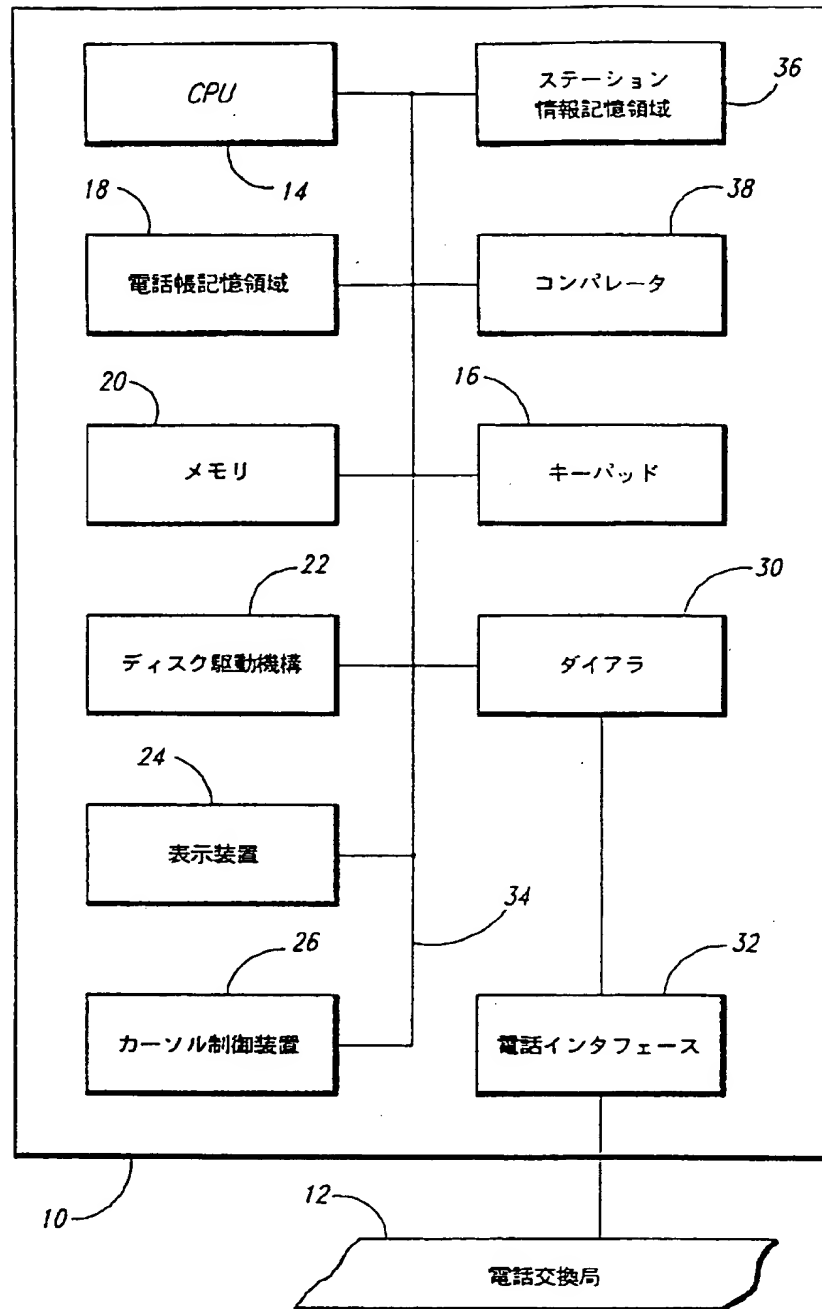 CPU
14
ステーション
情報記憶領域
36
18
電話帳記憶領域
38
コンパレータ
20
メモリ
16
キーパッド
22
ディスク駆動機構
30
ダイアラ
24
表示装置
34
26
カーソル制御装置
32
電話インタフェース
10
12
電話交換局